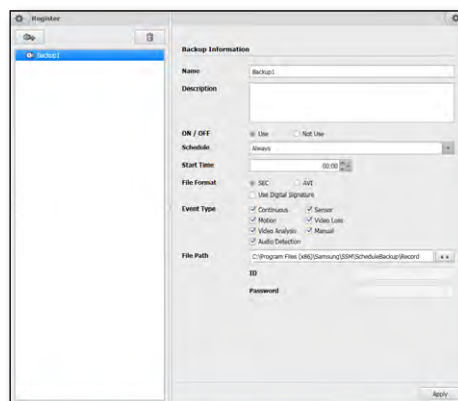 Register
Backup1
Backup Information
Name Backup1
Description
ON / OFF Use Not Use
Schedule Always
Start Time 00:00
File Format SEC AVI
Use Digital Signature
Event Type Continuous Sensor
Motion Video Loss
Video Analysis Manual
Audio Detection
File Path C:\Program Files (x86)\Samsung\SSM\ScheduleBackup\Record
ID
Password
Apply